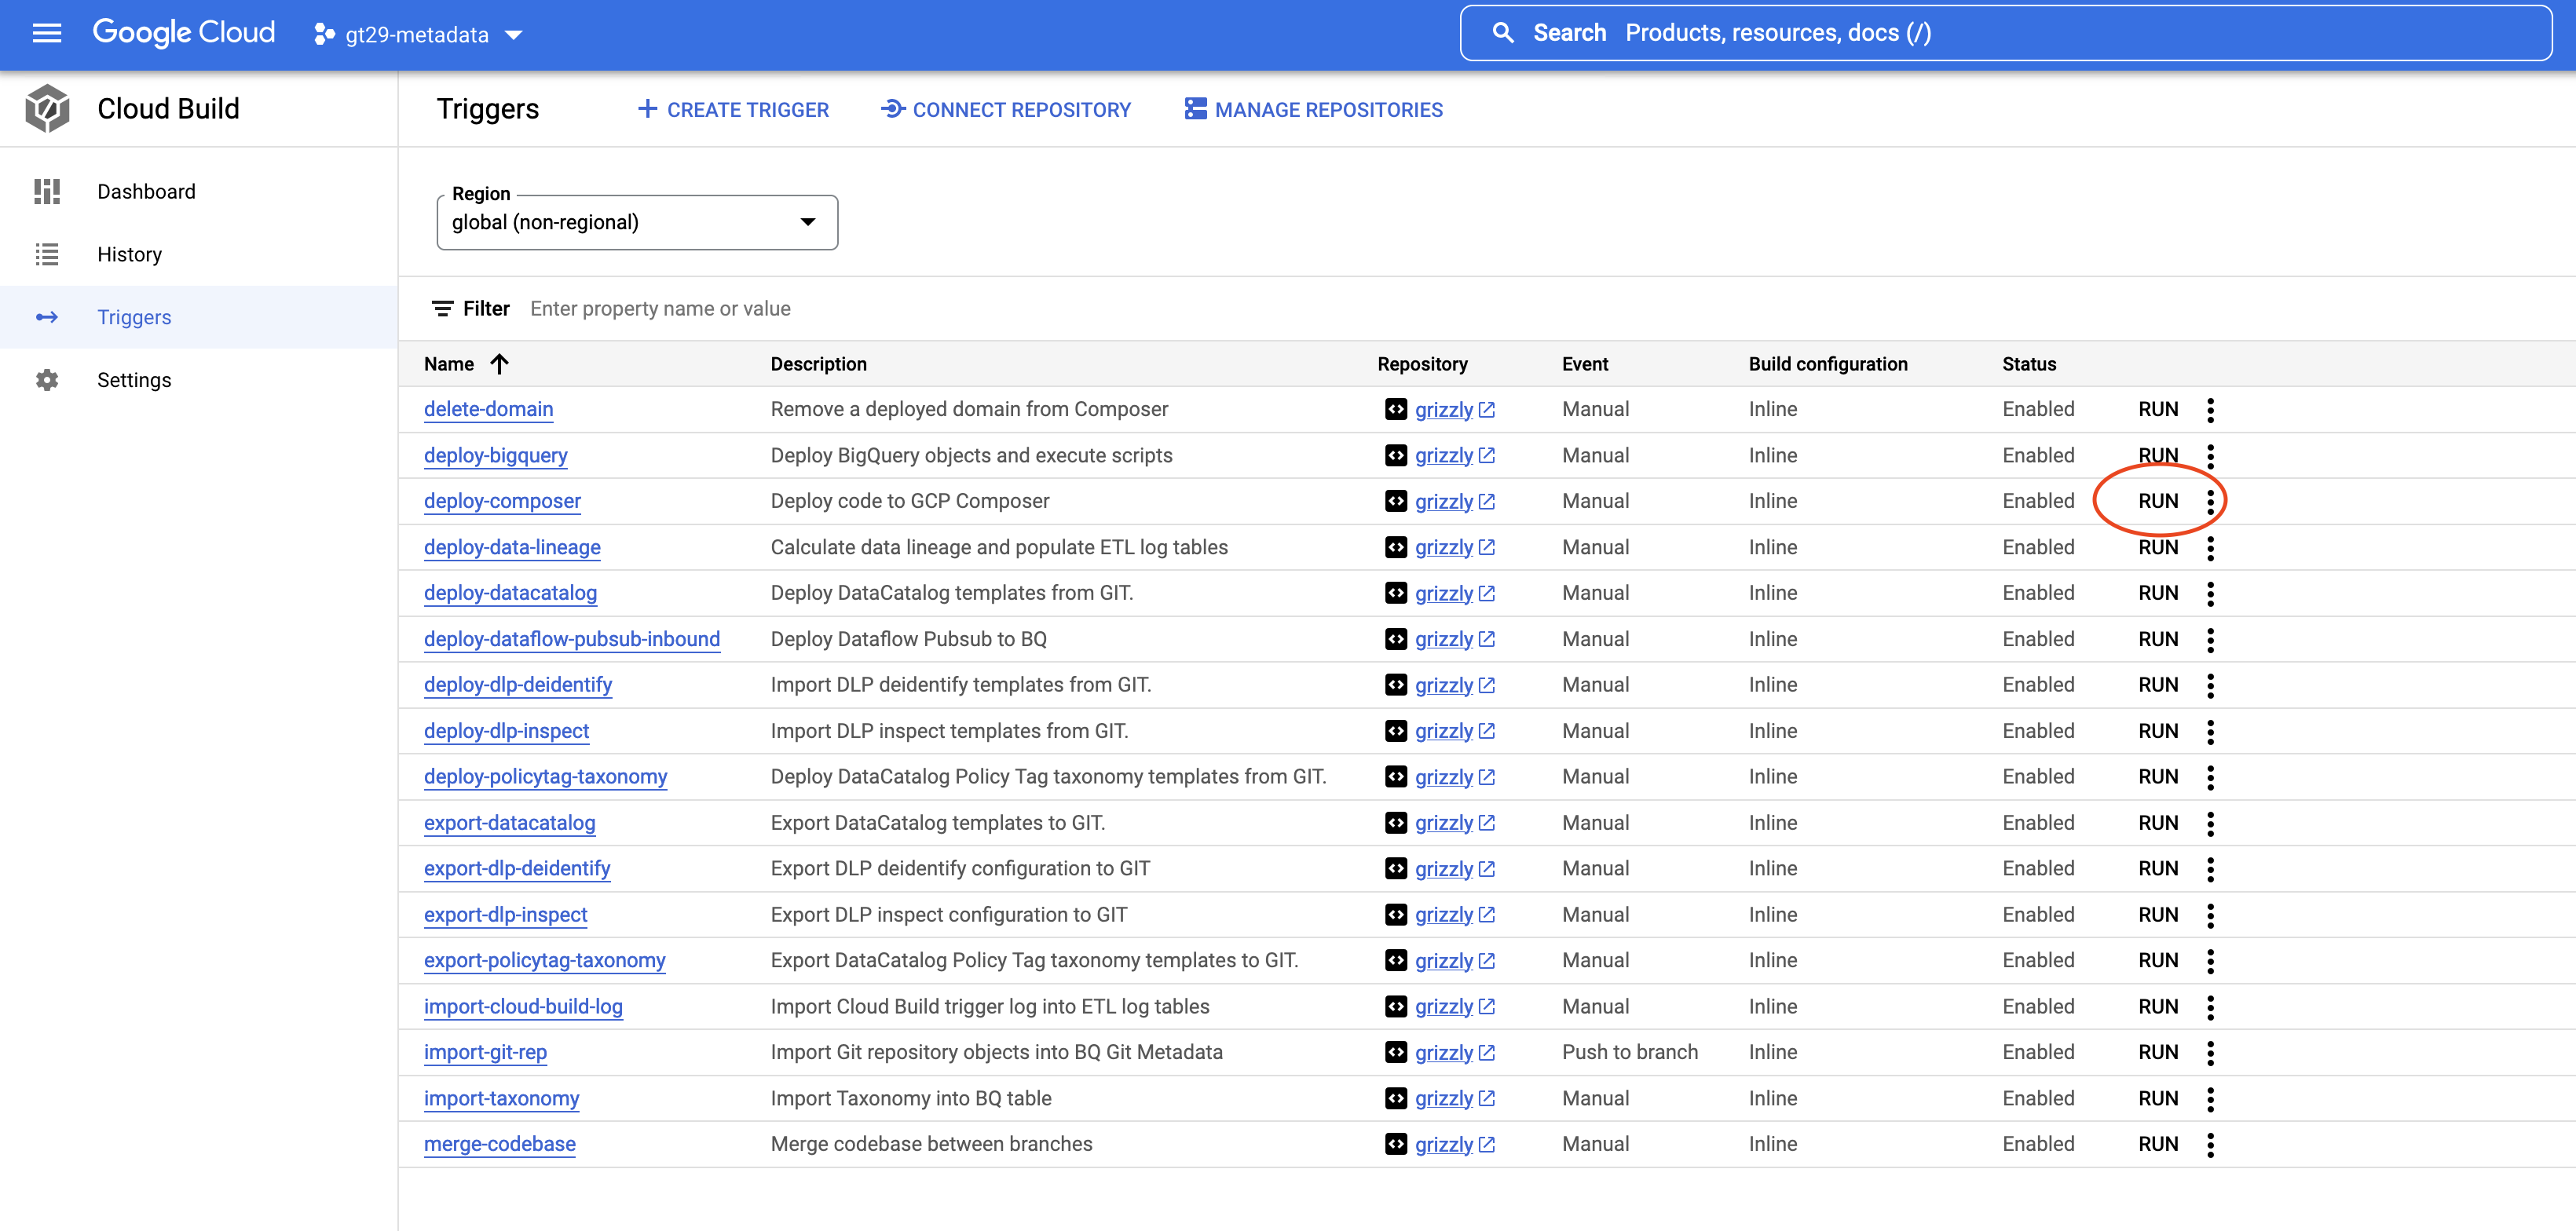 Google Cloud gt29-metadata Search Products, resources, docs (/)
Cloud Build
Dashboard
History
Triggers
Settings
Triggers CREATE TRIGGER CONNECT REPOSITORY MANAGE REPOSITORIES
Region
global (non-regional)
Filter Enter property name or value
Name Description Repository Event Build configuration Status
delete-domain Remove a deployed domain from Composer grizzly Manual Inline Enabled RUN
deploy-bigquery Deploy BigQuery objects and execute scripts grizzly Manual Inline Enabled RUN
deploy-composer Deploy code to GCP Composer grizzly Manual Inline Enabled RUN
deploy-data-lineage Calculate data lineage and populate ETL log tables grizzly Manual Inline Enabled RUN
deploy-datacatalog Deploy DataCatalog templates from GIT. grizzly Manual Inline Enabled RUN
deploy-dataflow-pubsub-inbound Deploy Dataflow Pubsub to BQ grizzly Manual Inline Enabled RUN
deploy-dlp-deidentify Import DLP deidentify templates from GIT. grizzly Manual Inline Enabled RUN
deploy-dlp-inspect Import DLP inspect templates from GIT. grizzly Manual Inline Enabled RUN
deploy-policytag-taxonomy Deploy DataCatalog Policy Tag taxonomy templates from GIT. grizzly Manual Inline Enabled RUN
export-datacatalog Export DataCatalog templates to GIT. grizzly Manual Inline Enabled RUN
export-dlp-deidentify Export DLP deidentify configuration to GIT grizzly Manual Inline Enabled RUN
export-dlp-inspect Export DLP inspect configuration to GIT grizzly Manual Inline Enabled RUN
export-policytag-taxonomy Export DataCatalog Policy Tag taxonomy templates to GIT. grizzly Manual Inline Enabled RUN
import-cloud-build-log Import Cloud Build trigger log into ETL log tables grizzly Manual Inline Enabled RUN
import-git-rep Import Git repository objects into BQ Git Metadata grizzly Push to branch Inline Enabled RUN
import-taxonomy Import Taxonomy into BQ table grizzly Manual Inline Enabled RUN
merge-codebase Merge codebase between branches grizzly Manual Inline Enabled RUN